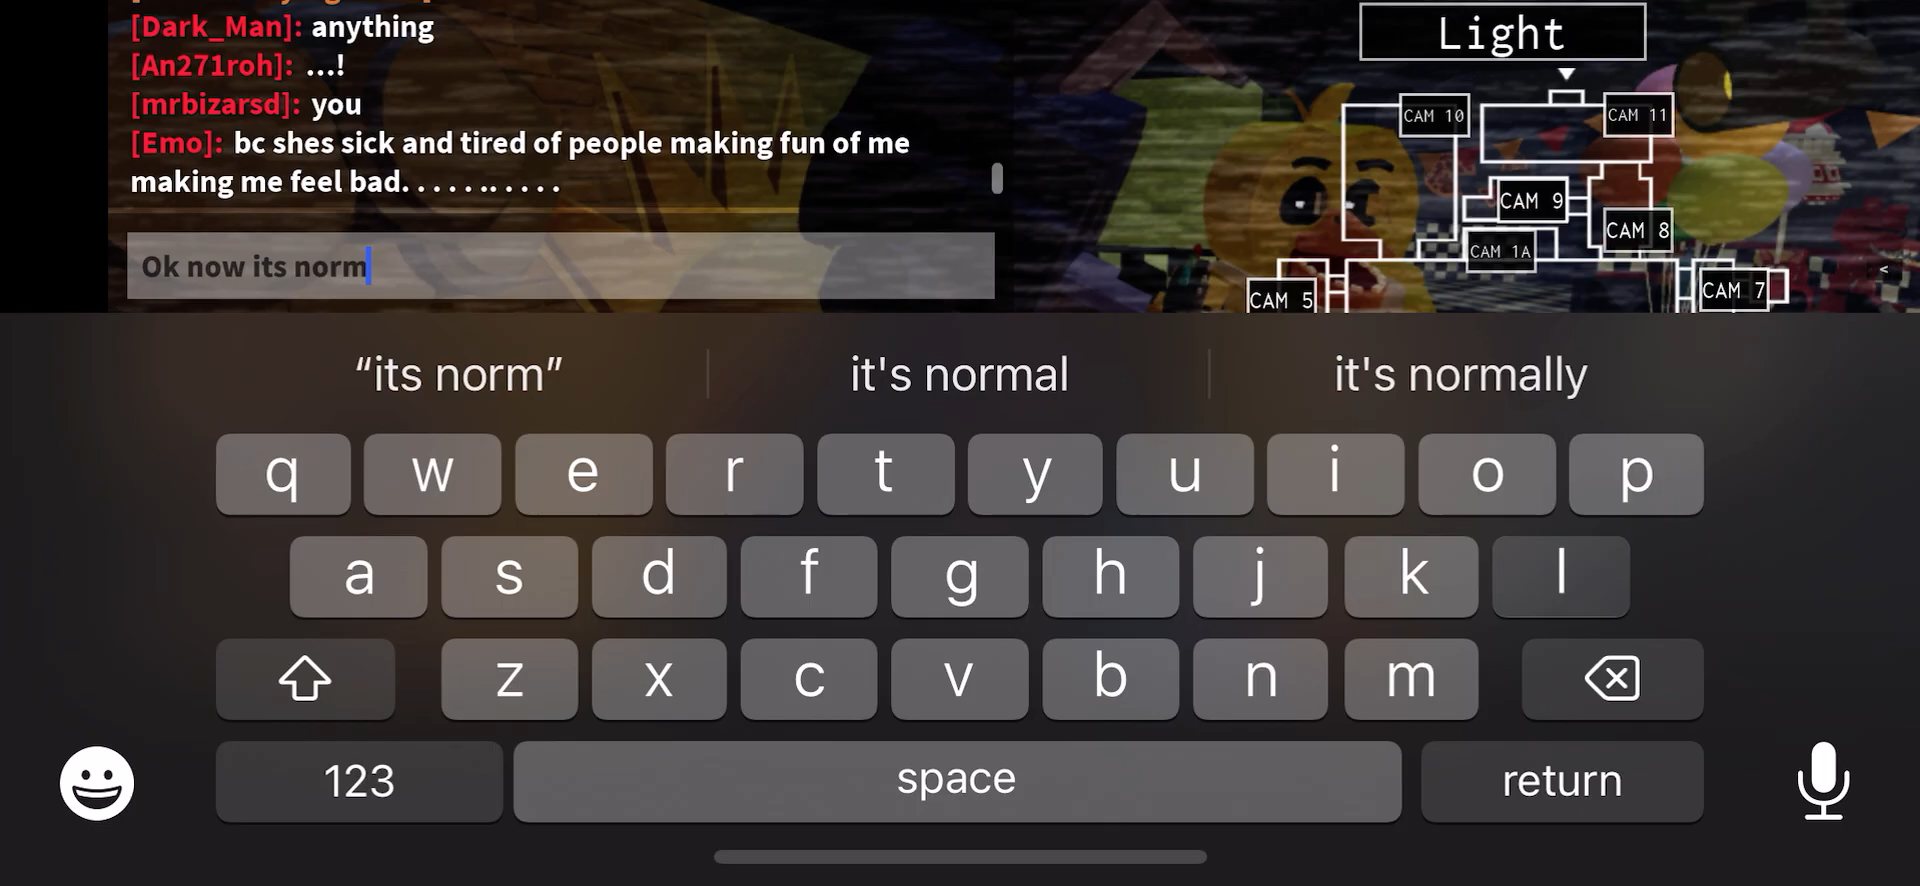 [Dark_Man]: anything
[An271roh]: ...!
[mrbizarsd]: you
[Emo]: bc shes sick and tired of people making fun of me
making me feel bad. . . . . .. . . . . .
Ok now its norm
Light
CAM 10
CAM 11
CAM 9
CAM 8
CAM 1A
CAM 7
CAM 5
<
“its norm”
it's normal
it's normally
q w e r t y u i o p
a s d f g h j k l
z x c v b n m
123
space
return